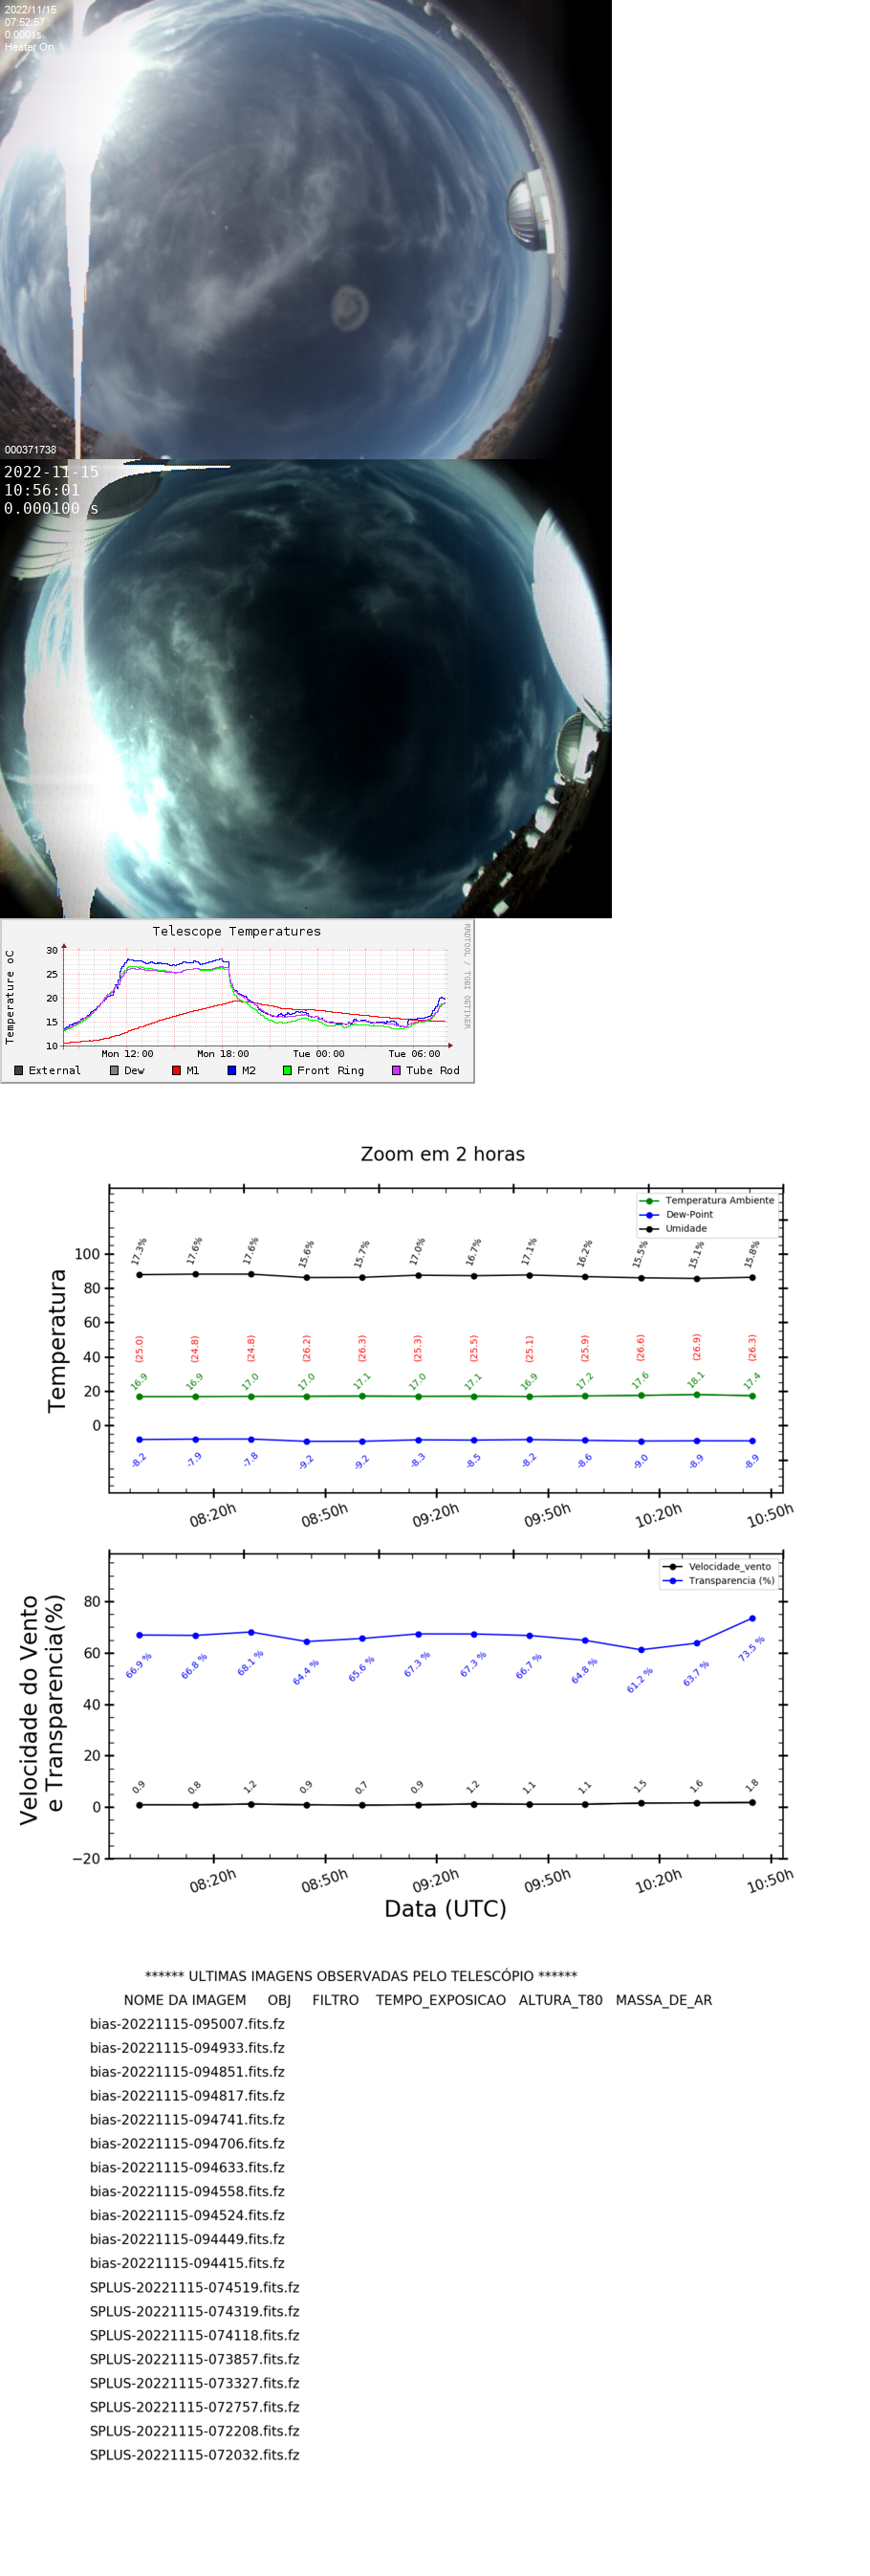 2022/11/15
07:52:57
0.0001s
Heater On
000371738
2022-11-15
10:56:01
0.000100 s
Telescope Temperatures
Temperature oC
RRDTOOL / TOBI OETIKER
30
25
20
15
10
Mon 12:00 Mon 18:00 Tue 00:00 Tue 06:00
External Dew M1 M2 Front Ring Tube Rod
Zoom em 2 horas
Temperatura
Temperatura Ambiente
Dew-Point
Umidade
100
80
60
40
20
0
17.3% 17.6% 17.6% 15.6% 15.7% 17.0% 16.7% 17.1% 16.2% 15.5% 15.1% 15.8%
(25.0) (24.8) (24.8) (26.2) (26.3) (25.3) (25.5) (25.1) (25.9) (26.6) (26.9) (26.3)
16.9 16.9 17.0 17.0 17.1 17.0 17.1 16.9 17.2 17.6 18.1 17.4
-8.2 -7.9 -7.8 -9.2 -9.2 -8.3 -8.5 -8.2 -8.6 -9.0 -8.9 -8.9
08:20h 08:50h 09:20h 09:50h 10:20h 10:50h
Velocidade do Vento
e Transparencia(%)
Velocidade_vento
Transparencia (%)
80
60
40
20
0
−20
66.9 % 66.8 % 68.1 % 64.4 % 65.6 % 67.3 % 67.3 % 66.7 % 64.8 % 61.2 % 63.7 % 73.5 %
0.9 0.8 1.2 0.9 0.7 0.9 1.2 1.1 1.1 1.5 1.6 1.8
08:20h 08:50h 09:20h 09:50h 10:20h 10:50h
Data (UTC)
****** ULTIMAS IMAGENS OBSERVADAS PELO TELESCÓPIO ******
NOME DA IMAGEM OBJ FILTRO TEMPO_EXPOSICAO ALTURA_T80 MASSA_DE_AR
bias-20221115-095007.fits.fz
bias-20221115-094933.fits.fz
bias-20221115-094851.fits.fz
bias-20221115-094817.fits.fz
bias-20221115-094741.fits.fz
bias-20221115-094706.fits.fz
bias-20221115-094633.fits.fz
bias-20221115-094558.fits.fz
bias-20221115-094524.fits.fz
bias-20221115-094449.fits.fz
bias-20221115-094415.fits.fz
SPLUS-20221115-074519.fits.fz
SPLUS-20221115-074319.fits.fz
SPLUS-20221115-074118.fits.fz
SPLUS-20221115-073857.fits.fz
SPLUS-20221115-073327.fits.fz
SPLUS-20221115-072757.fits.fz
SPLUS-20221115-072208.fits.fz
SPLUS-20221115-072032.fits.fz